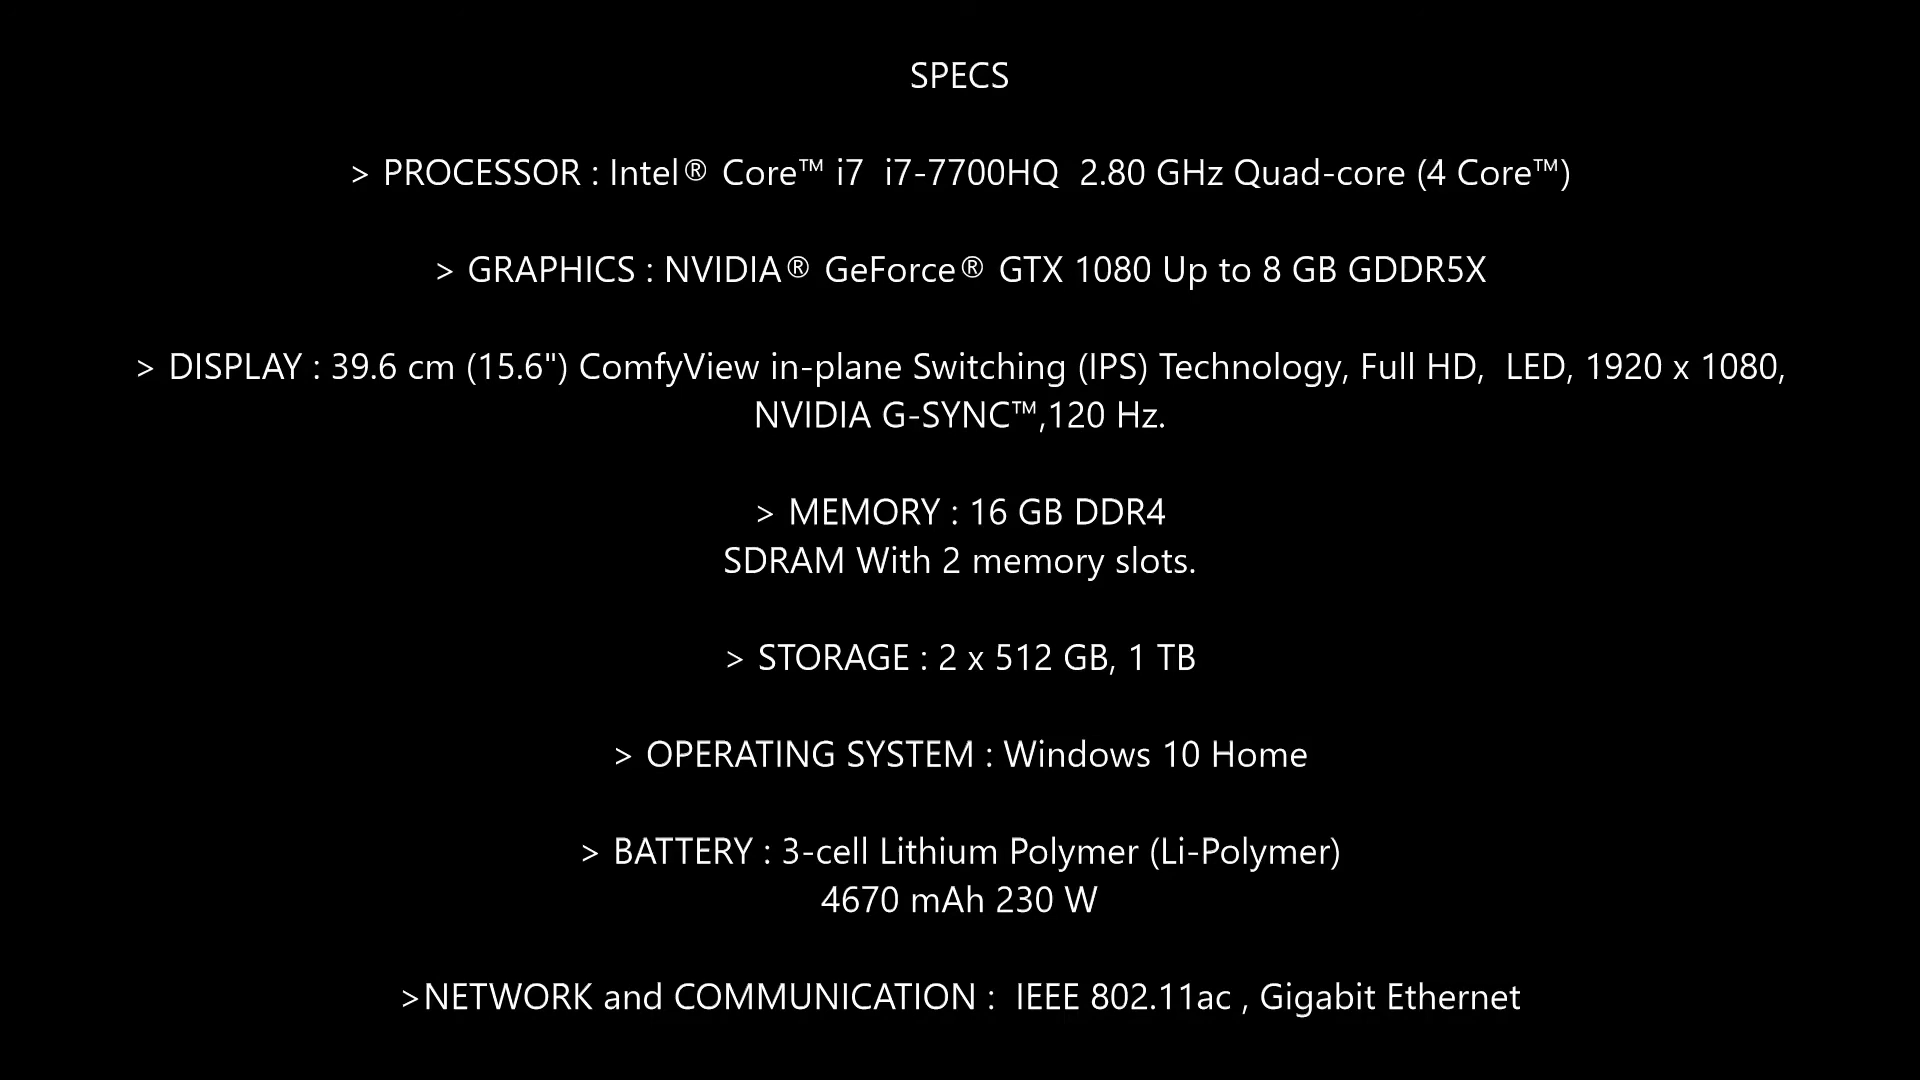 SPECS
> PROCESSOR : Intel® Core™ i7  i7-7700HQ  2.80 GHz Quad-core (4 Core™)
> GRAPHICS : NVIDIA® GeForce® GTX 1080 Up to 8 GB GDDR5X
> DISPLAY : 39.6 cm (15.6") ComfyView in-plane Switching (IPS) Technology, Full HD,  LED, 1920 x 1080,
NVIDIA G-SYNC™,120 Hz.
> MEMORY : 16 GB DDR4
SDRAM With 2 memory slots.
> STORAGE : 2 x 512 GB, 1 TB
> OPERATING SYSTEM : Windows 10 Home
> BATTERY : 3-cell Lithium Polymer (Li-Polymer)
4670 mAh 230 W
>NETWORK and COMMUNICATION :  IEEE 802.11ac , Gigabit Ethernet